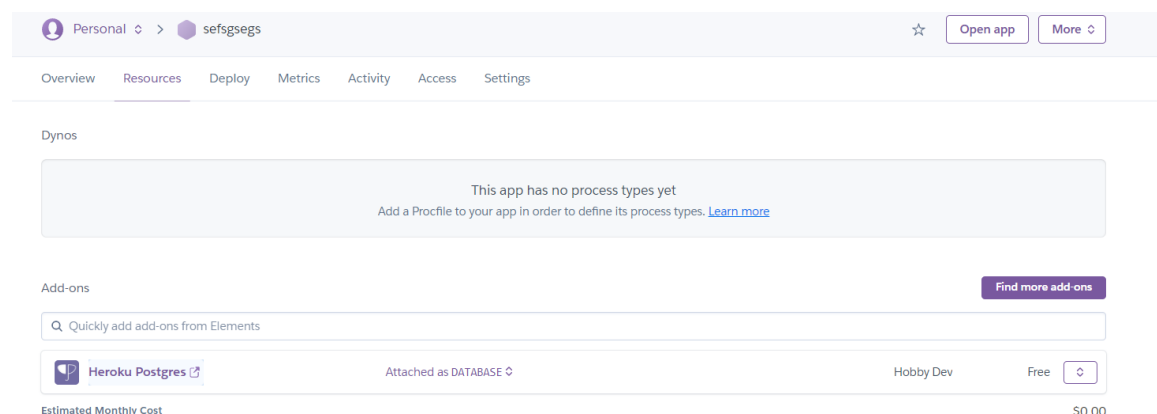 Personal > sefsgsegs Open app More
Overview Resources Deploy Metrics Activity Access Settings
Dynos
This app has no process types yet
Add a Procfile to your app in order to define its process types. Learn more
Add-ons Find more add-ons
Quickly add add-ons from Elements
Heroku Postgres Attached as DATABASE Hobby Dev Free
Estimated Monthly Cost $0.00